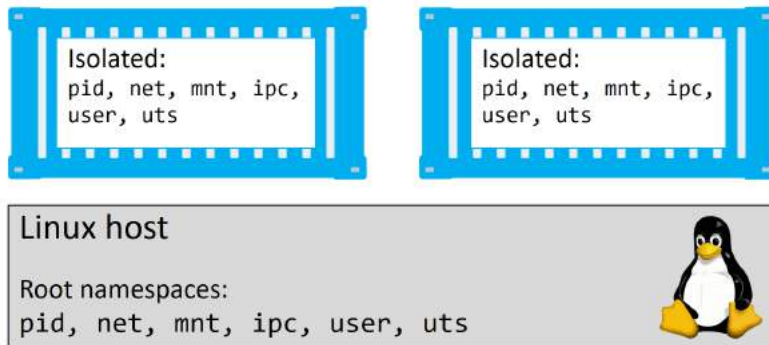 Isolated:
pid, net, mnt, ipc,
user, uts
Isolated:
pid, net, mnt, ipc,
user, uts
Linux host
Root namespaces:
pid, net, mnt, ipc, user, uts